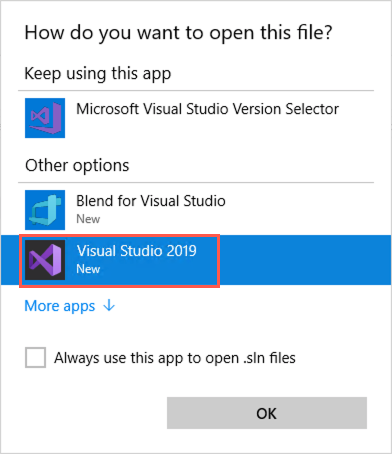 How do you want to open this file?
Keep using this app
Microsoft Visual Studio Version Selector
Other options
Blend for Visual Studio
New
Visual Studio 2019
New
More apps ↓
Always use this app to open .sln files
OK